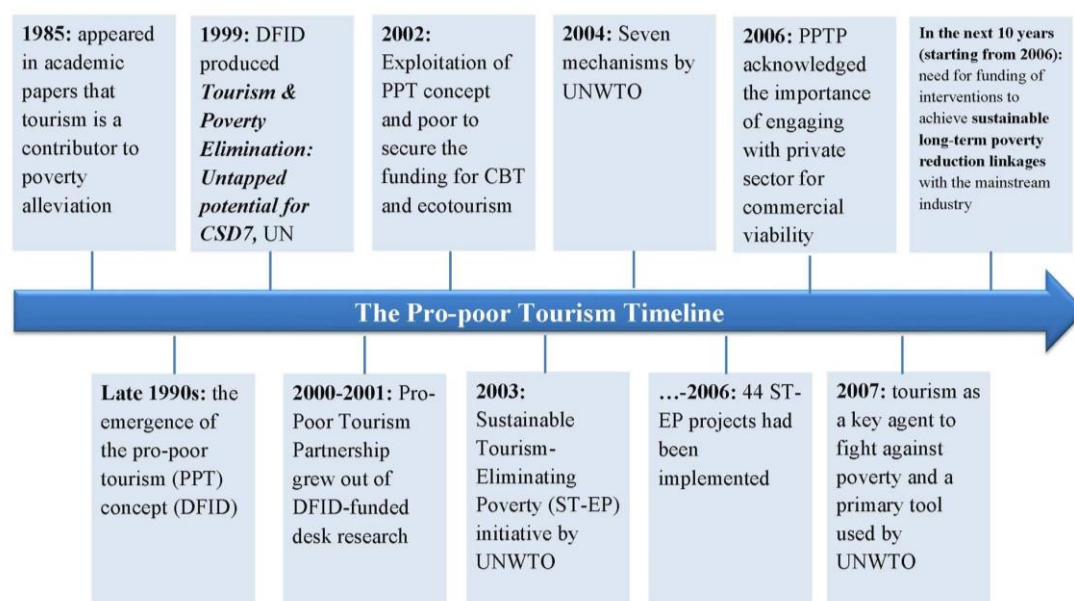 1985: appeared
in academic
papers that
tourism is a
contributor to
poverty
alleviation
1999: DFID
produced
Tourism &
Poverty
Elimination:
Untapped
potential for
CSD7, UN
2002:
Exploitation of
PPT concept
and poor to
secure the
funding for CBT
and ecotourism
2004: Seven
mechanisms by
UNWTO
2006: PPTP
acknowledged
the importance
of engaging
with private
sector for
commercial
viability
In the next 10 years
(starting from 2006):
need for funding of
interventions to
achieve sustainable
long-term poverty
reduction linkages
with the mainstream
industry
The Pro-poor Tourism Timeline
Late 1990s: the
emergence of
the pro-poor
tourism (PPT)
concept (DFID)
2000-2001: Pro-
Poor Tourism
Partnership
grew out of
DFID-funded
desk research
2003:
Sustainable
Tourism-
Eliminating
Poverty (ST-EP)
initiative by
UNWTO
…-2006: 44 ST-
EP projects had
been
implemented
2007: tourism as
a key agent to
fight against
poverty and a
primary tool
used by
UNWTO